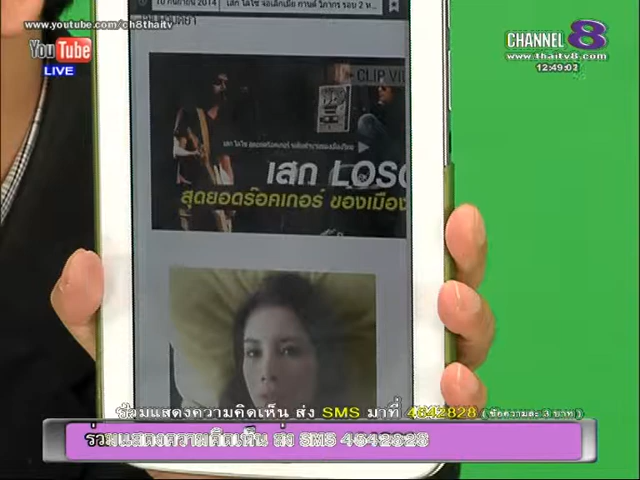 www.youtube.com/ch8thaitv
YouTube
LIVE
CHANNEL 8
www.thaitv8.com
12:49:02
10 กันยายน 2014
CLIP
เสก LOSO
สุดยอดร๊อคเกอร์ ของเมือง
ร่วมแสดงความคิดเห็น ส่ง SMS มาที่ 4842828 ( ข้อความละ 3 บาท )
ร่วมแสดงความคิดเห็น ส่ง SMS 4842828